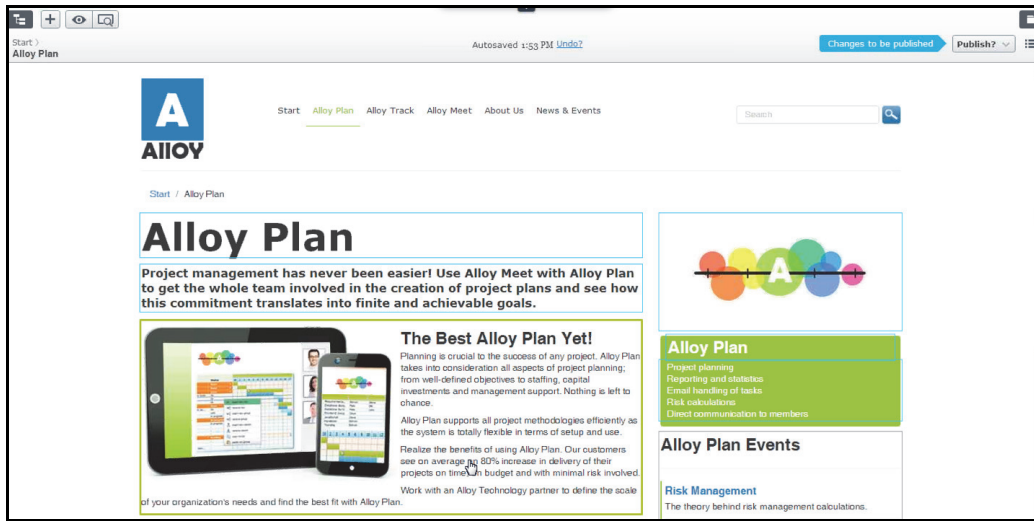 Start 〉
Alloy Plan
Autosaved 1:53 PM Undo?
Changes to be published
Publish?
A
AllOY
Start Alloy Plan Alloy Track Alloy Meet About Us News & Events
Search
Start / Alloy Plan
Alloy Plan
Project management has never been easier! Use Alloy Meet with Alloy Plan
to get the whole team involved in the creation of project plans and see how
this commitment translates into finite and achievable goals.
The Best Alloy Plan Yet!
Planning is crucial to the success of any project. Alloy Plan
takes into consideration all aspects of project planning;
from well-defined objectives to staffing, capital
investments and management support. Nothing is left to
chance.
Alloy Plan supports all project methodologies efficiently as
the system is totally flexible in terms of setup and use.
Realize the benefits of using Alloy Plan. Our customers
see on average an 80% increase in delivery of their
projects on time, on budget and with minimal risk involved.
Work with an Alloy Technology partner to define the scale
of your organization's needs and find the best fit with Alloy Plan.
A
Alloy Plan
Project planning
Reporting and statistics
Email handling of tasks
Risk calculations
Direct communication to members
Alloy Plan Events
Risk Management
The theory behind risk management calculations.